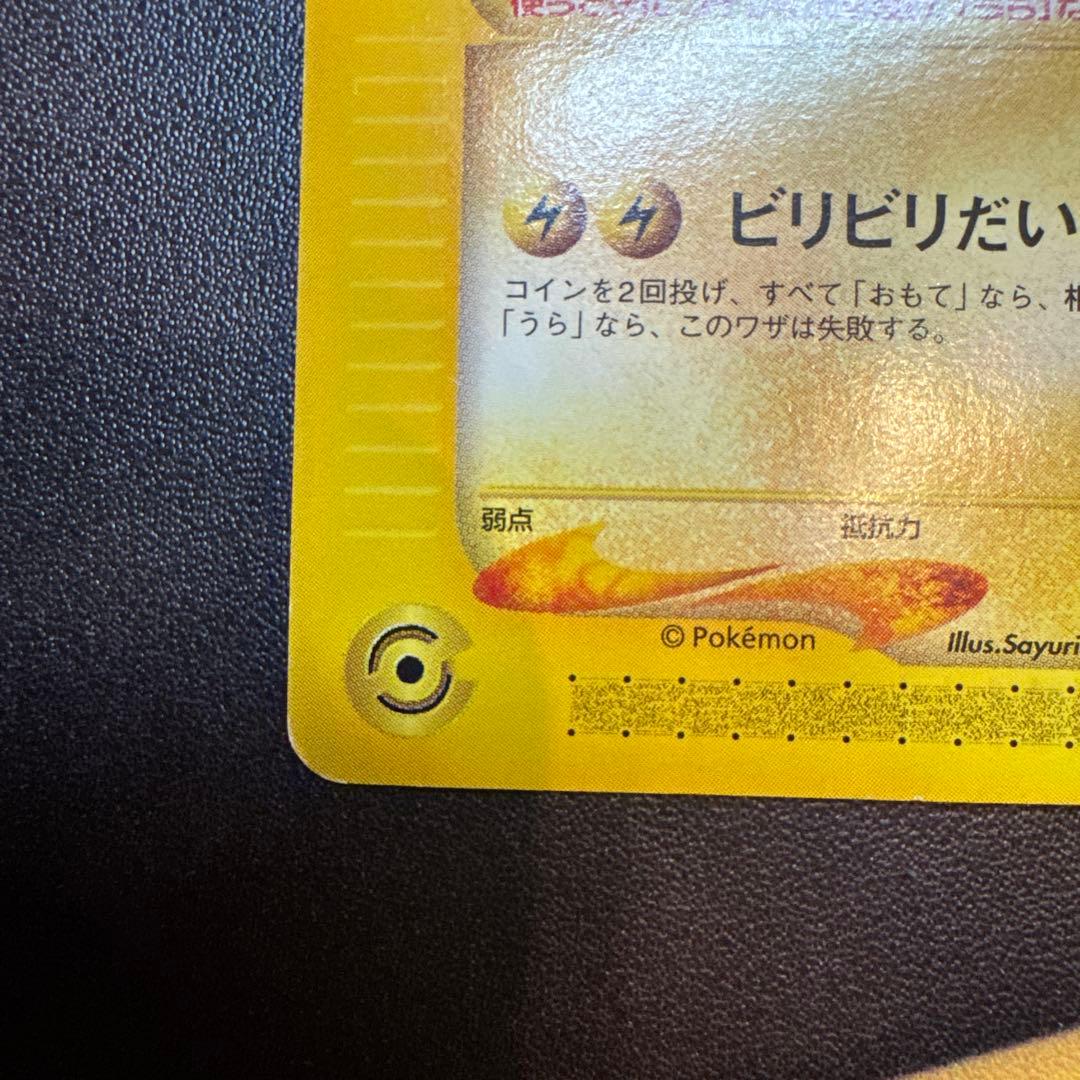 ビリビリだい
コインを2回投げ、すべて「おもて」なら、相
「うら」なら、このワザは失敗する。
弱点 抵抗力
© Pokémon Illus.Sayuri